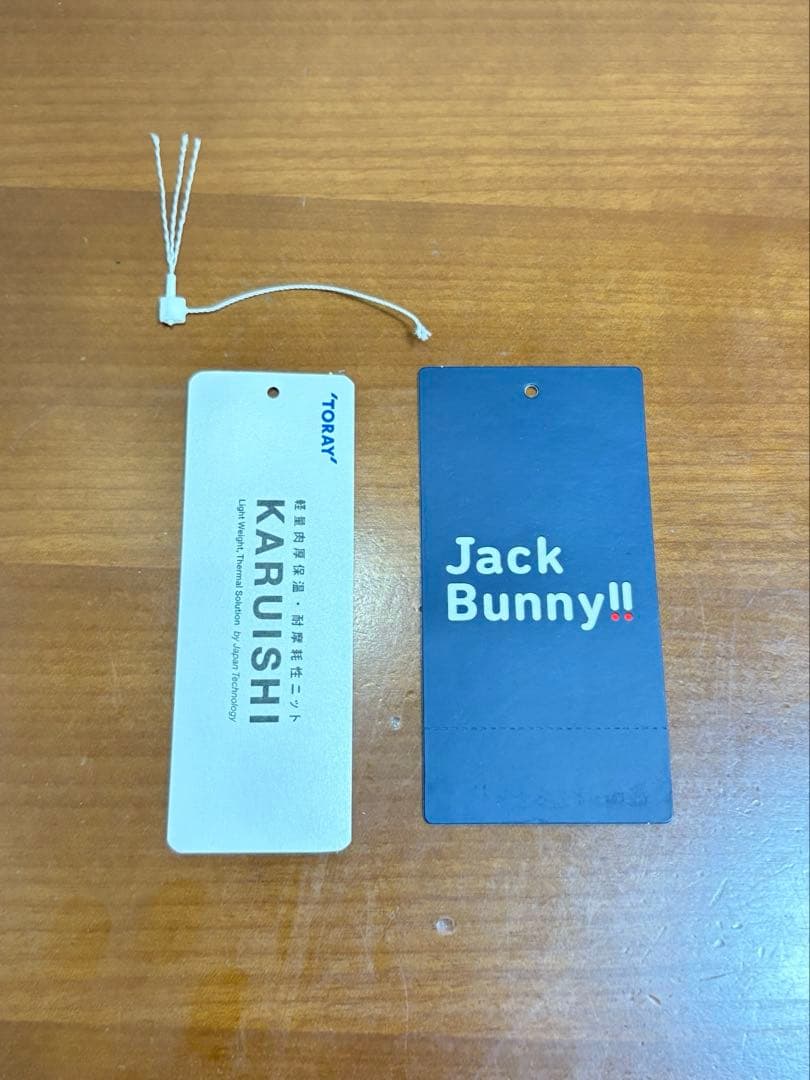 'TORAY'
軽量肉厚保温・耐摩耗性ニット
KARUISHI
Light Weight, Thermal Solution by Japan Technology
Jack
Bunny!!